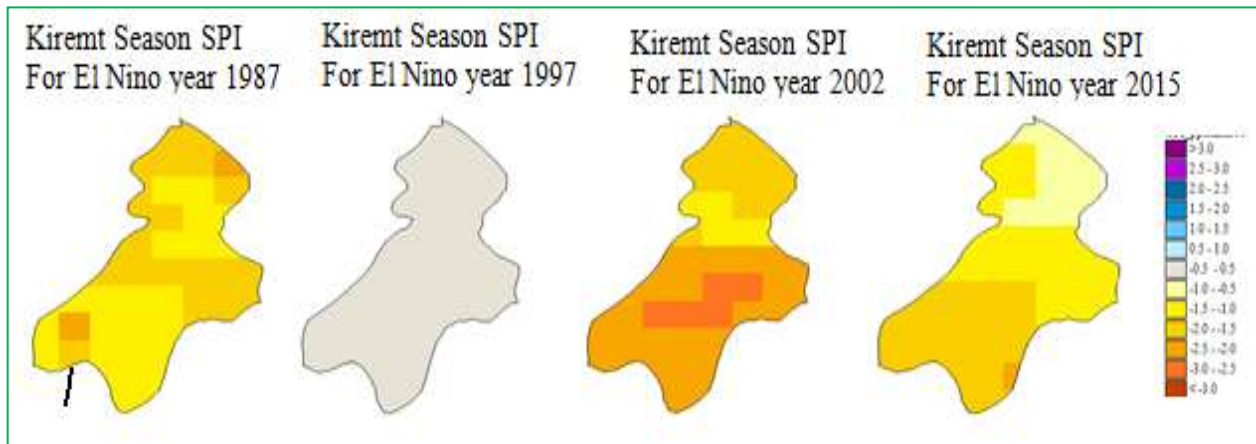 Kiremt Season SPI
For El Nino year 1987
Kiremt Season SPI
For El Nino year 1997
Kiremt Season SPI
For El Nino year 2002
Kiremt Season SPI
For El Nino year 2015
>3.0
2.5 - 3.0
2.0 - 2.5
1.5 - 2.0
1.0 - 1.5
0.5 - 1.0
-0.5 - 0.5
-1.0 - -0.5
-1.5 - -1.0
-2.0 - -1.5
-2.5 - -2.0
-3.0 - -2.5
< -3.0